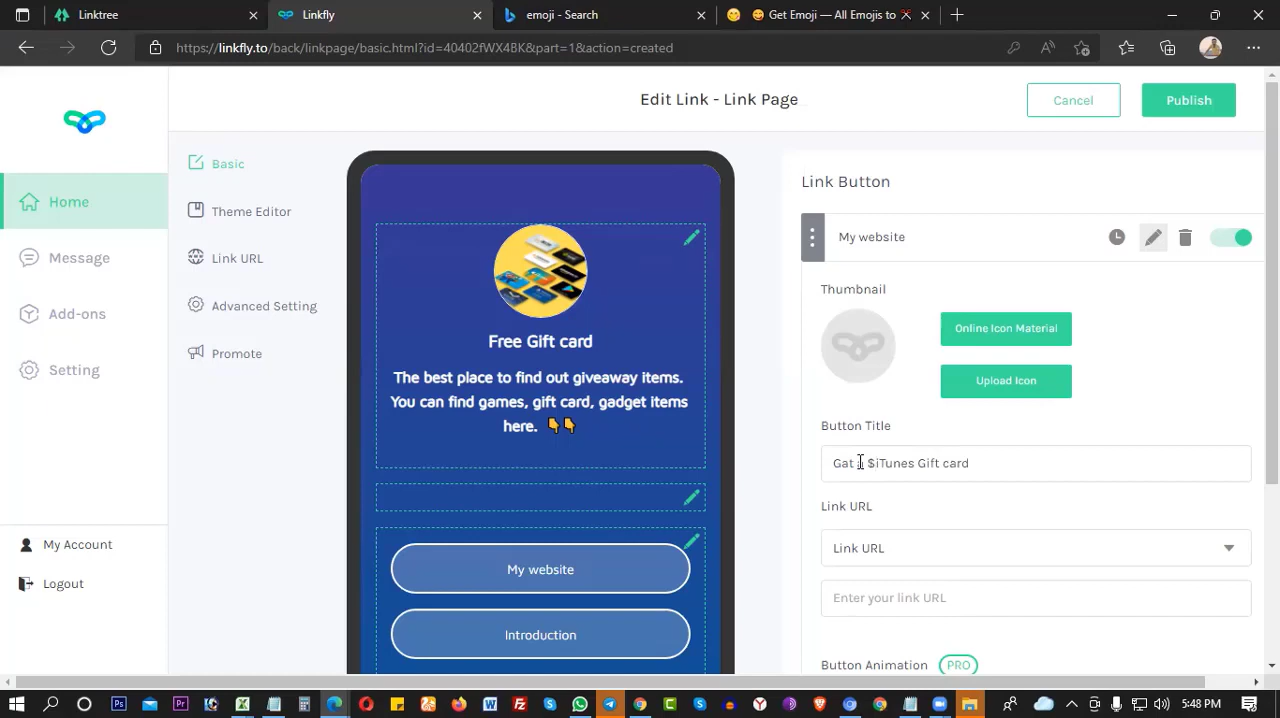 Linktree
Linkfly
emoji - Search
😋 Get Emoji — All Emojis to ✂
https://linkfly.to/back/linkpage/basic.html?id=40402fWX4BK&part=1&action=created
Edit Link - Link Page
Cancel
Publish
Home
Message
Add-ons
Setting
My Account
Logout
Basic
Theme Editor
Link URL
Advanced Setting
Promote
Free Gift card
The best place to find out giveaway items.
You can find games, gift card, gadget items
here. 👇👇
My website
Introduction
Link Button
My website
Thumbnail
Online Icon Material
Upload Icon
Button Title
Gat $iTunes Gift card
Link URL
Link URL
Enter your link URL
Button Animation PRO
5:48 PM